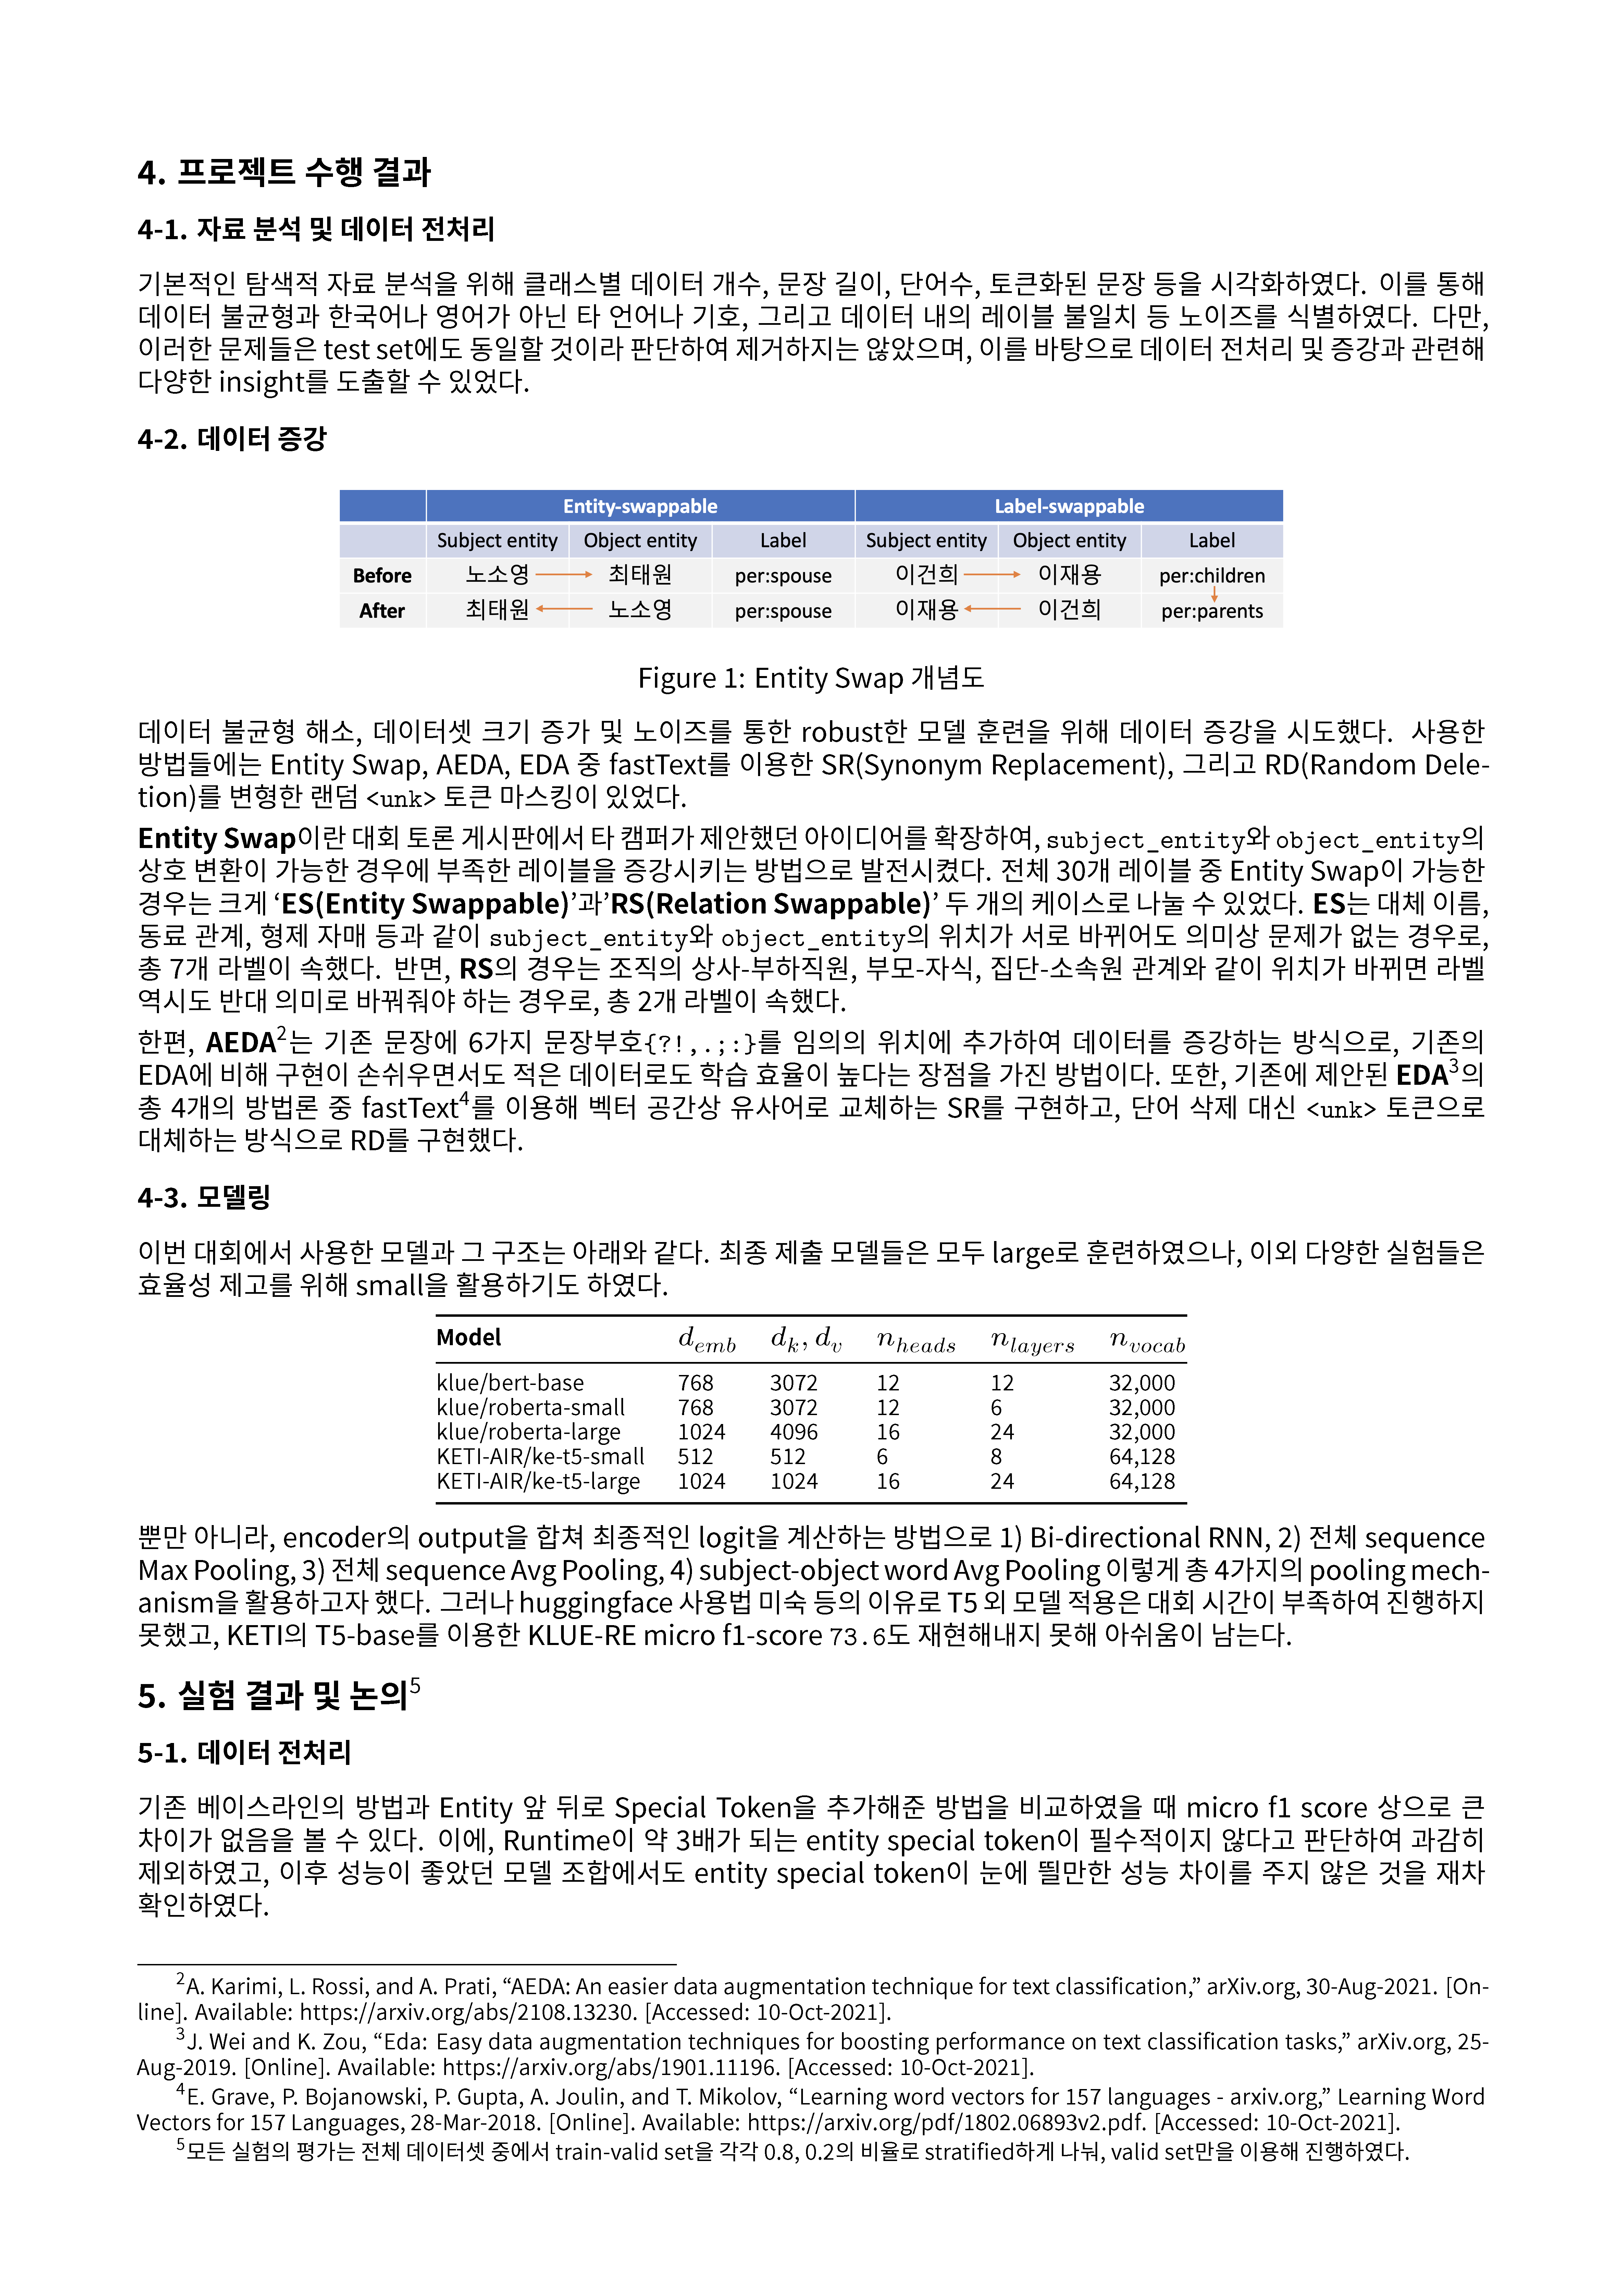 4. 프로젝트 수행 결과
4-1. 자료 분석 및 데이터 전처리
기본적인 탐색적 자료 분석을 위해 클래스별 데이터 개수, 문장 길이, 단어수, 토큰화된 문장 등을 시각화하였다. 이를 통해
데이터 불균형과 한국어나 영어가 아닌 타 언어나 기호, 그리고 데이터 내의 레이블 불일치 등 노이즈를 식별하였다. 다만,
이러한 문제들은 test set에도 동일할 것이라 판단하여 제거하지는 않았으며, 이를 바탕으로 데이터 전처리 및 증강과 관련해
다양한 insight를 도출할 수 있었다.
4-2. 데이터 증강
Entity-swappable Label-swappable
Subject entity Object entity Label Subject entity Object entity Label
Before 노소영 → 최태원 per:spouse 이건희 → 이재용 per:children
↓
After 최태원 ← 노소영 per:spouse 이재용 ← 이건희 per:parents
Figure 1: Entity Swap 개념도
데이터 불균형 해소, 데이터셋 크기 증가 및 노이즈를 통한 robust한 모델 훈련을 위해 데이터 증강을 시도했다. 사용한
방법들에는 Entity Swap, AEDA, EDA 중 fastText를 이용한 SR(Synonym Replacement), 그리고 RD(Random Dele-
tion)를 변형한 랜덤 <unk> 토큰 마스킹이 있었다.
Entity Swap이란 대회 토론 게시판에서 타 캠퍼가 제안했던 아이디어를 확장하여, subject_entity와 object_entity의
상호 변환이 가능한 경우에 부족한 레이블을 증강시키는 방법으로 발전시켰다. 전체 30개 레이블 중 Entity Swap이 가능한
경우는 크게 ‘ES(Entity Swappable)’과’RS(Relation Swappable)’ 두 개의 케이스로 나눌 수 있었다. ES는 대체 이름,
동료 관계, 형제 자매 등과 같이 subject_entity와 object_entity의 위치가 서로 바뀌어도 의미상 문제가 없는 경우로,
총 7개 라벨이 속했다. 반면, RS의 경우는 조직의 상사-부하직원, 부모-자식, 집단-소속원 관계와 같이 위치가 바뀌면 라벨
역시도 반대 의미로 바꿔줘야 하는 경우로, 총 2개 라벨이 속했다.
한편, AEDA2는 기존 문장에 6가지 문장부호{?!,.;:}를 임의의 위치에 추가하여 데이터를 증강하는 방식으로, 기존의
EDA에 비해 구현이 손쉬우면서도 적은 데이터로도 학습 효율이 높다는 장점을 가진 방법이다. 또한, 기존에 제안된 EDA3의
총 4개의 방법론 중 fastText4를 이용해 벡터 공간상 유사어로 교체하는 SR를 구현하고, 단어 삭제 대신 <unk> 토큰으로
대체하는 방식으로 RD를 구현했다.
4-3. 모델링
이번 대회에서 사용한 모델과 그 구조는 아래와 같다. 최종 제출 모델들은 모두 large로 훈련하였으나, 이외 다양한 실험들은
효율성 제고를 위해 small을 활용하기도 하였다.
Model d_emb d_k, d_v n_heads n_layers n_vocab
klue/bert-base 768 3072 12 12 32,000
klue/roberta-small 768 3072 12 6 32,000
klue/roberta-large 1024 4096 16 24 32,000
KETI-AIR/ke-t5-small 512 512 6 8 64,128
KETI-AIR/ke-t5-large 1024 1024 16 24 64,128
뿐만 아니라, encoder의 output을 합쳐 최종적인 logit을 계산하는 방법으로 1) Bi-directional RNN, 2) 전체 sequence
Max Pooling, 3) 전체 sequence Avg Pooling, 4) subject-object word Avg Pooling 이렇게 총 4가지의 pooling mech-
anism을 활용하고자 했다. 그러나 huggingface 사용법 미숙 등의 이유로 T5 외 모델 적용은 대회 시간이 부족하여 진행하지
못했고, KETI의 T5-base를 이용한 KLUE-RE micro f1-score 73.6도 재현해내지 못해 아쉬움이 남는다.
5. 실험 결과 및 논의5
5-1. 데이터 전처리
기존 베이스라인의 방법과 Entity 앞 뒤로 Special Token을 추가해준 방법을 비교하였을 때 micro f1 score 상으로 큰
차이가 없음을 볼 수 있다. 이에, Runtime이 약 3배가 되는 entity special token이 필수적이지 않다고 판단하여 과감히
제외하였고, 이후 성능이 좋았던 모델 조합에서도 entity special token이 눈에 띌만한 성능 차이를 주지 않은 것을 재차
확인하였다.
2A. Karimi, L. Rossi, and A. Prati, “AEDA: An easier data augmentation technique for text classification,” arXiv.org, 30-Aug-2021. [On-
line]. Available: https://arxiv.org/abs/2108.13230. [Accessed: 10-Oct-2021].
3J. Wei and K. Zou, “Eda: Easy data augmentation techniques for boosting performance on text classification tasks,” arXiv.org, 25-
Aug-2019. [Online]. Available: https://arxiv.org/abs/1901.11196. [Accessed: 10-Oct-2021].
4E. Grave, P. Bojanowski, P. Gupta, A. Joulin, and T. Mikolov, “Learning word vectors for 157 languages - arxiv.org,” Learning Word
Vectors for 157 Languages, 28-Mar-2018. [Online]. Available: https://arxiv.org/pdf/1802.06893v2.pdf. [Accessed: 10-Oct-2021].
5모든 실험의 평가는 전체 데이터셋 중에서 train-valid set을 각각 0.8, 0.2의 비율로 stratified하게 나눠, valid set만을 이용해 진행하였다.